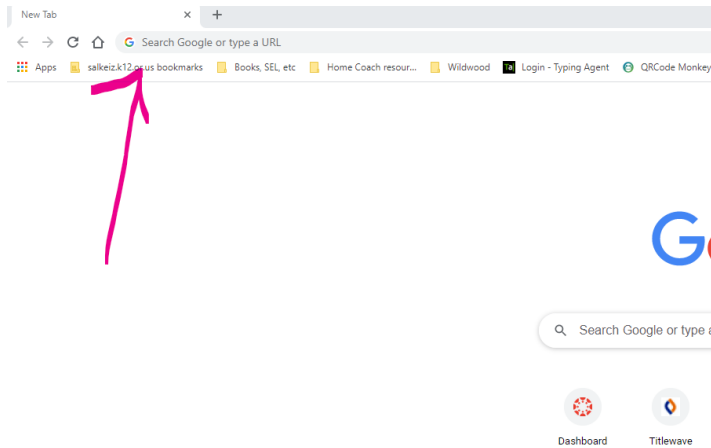 New Tab
Search Google or type a URL
Apps salkeiz.k12.or.us bookmarks Books, SEL, etc Home Coach resour... Wildwood Ta Login - Typing Agent QRCode Monkey
G
Search Google or type a
Dashboard Titlewave